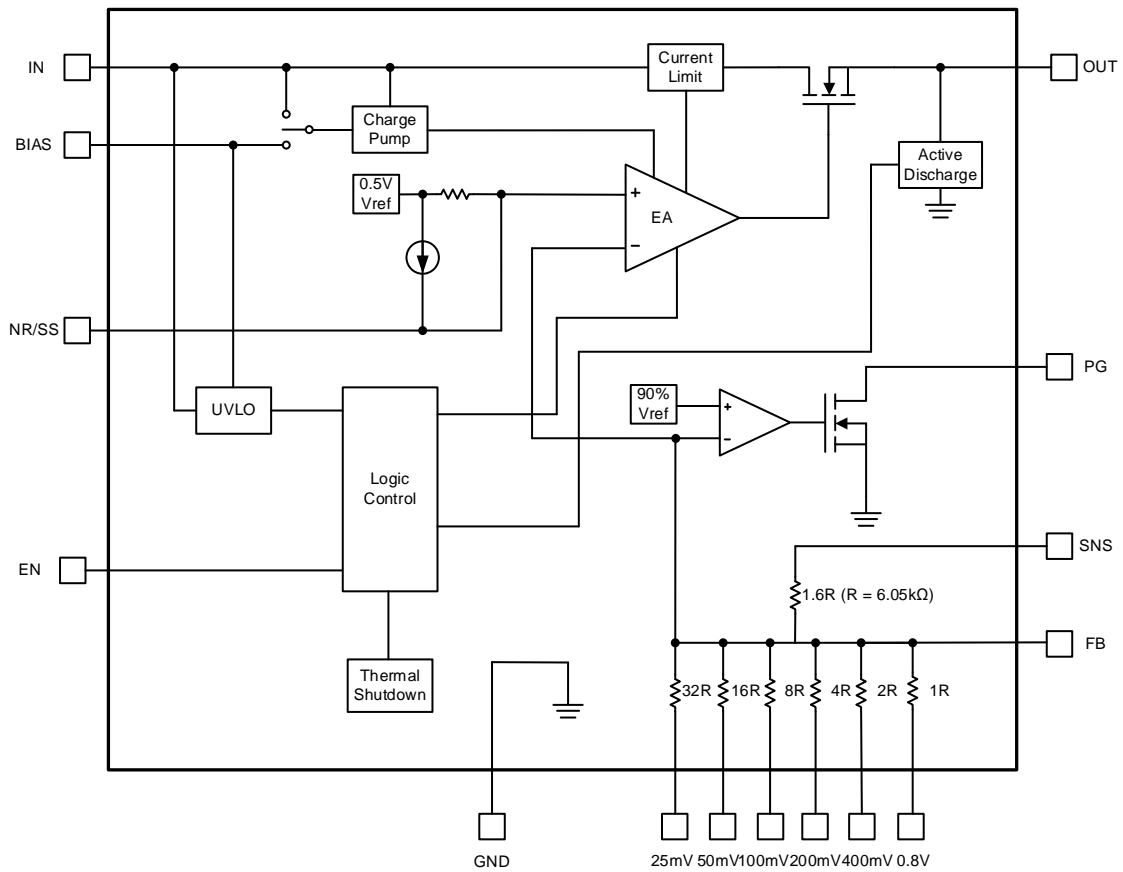 IN
Current
Limit
OUT
BIAS
Charge
Pump
Active
Discharge
0.5V
Vref
+
EA
−
NR/SS
PG
90%
Vref
+
−
UVLO
Logic
Control
SNS
EN
1.6R (R = 6.05kΩ)
FB
Thermal
Shutdown
32R 16R 8R 4R 2R 1R
GND
25mV 50mV 100mV 200mV 400mV 0.8V